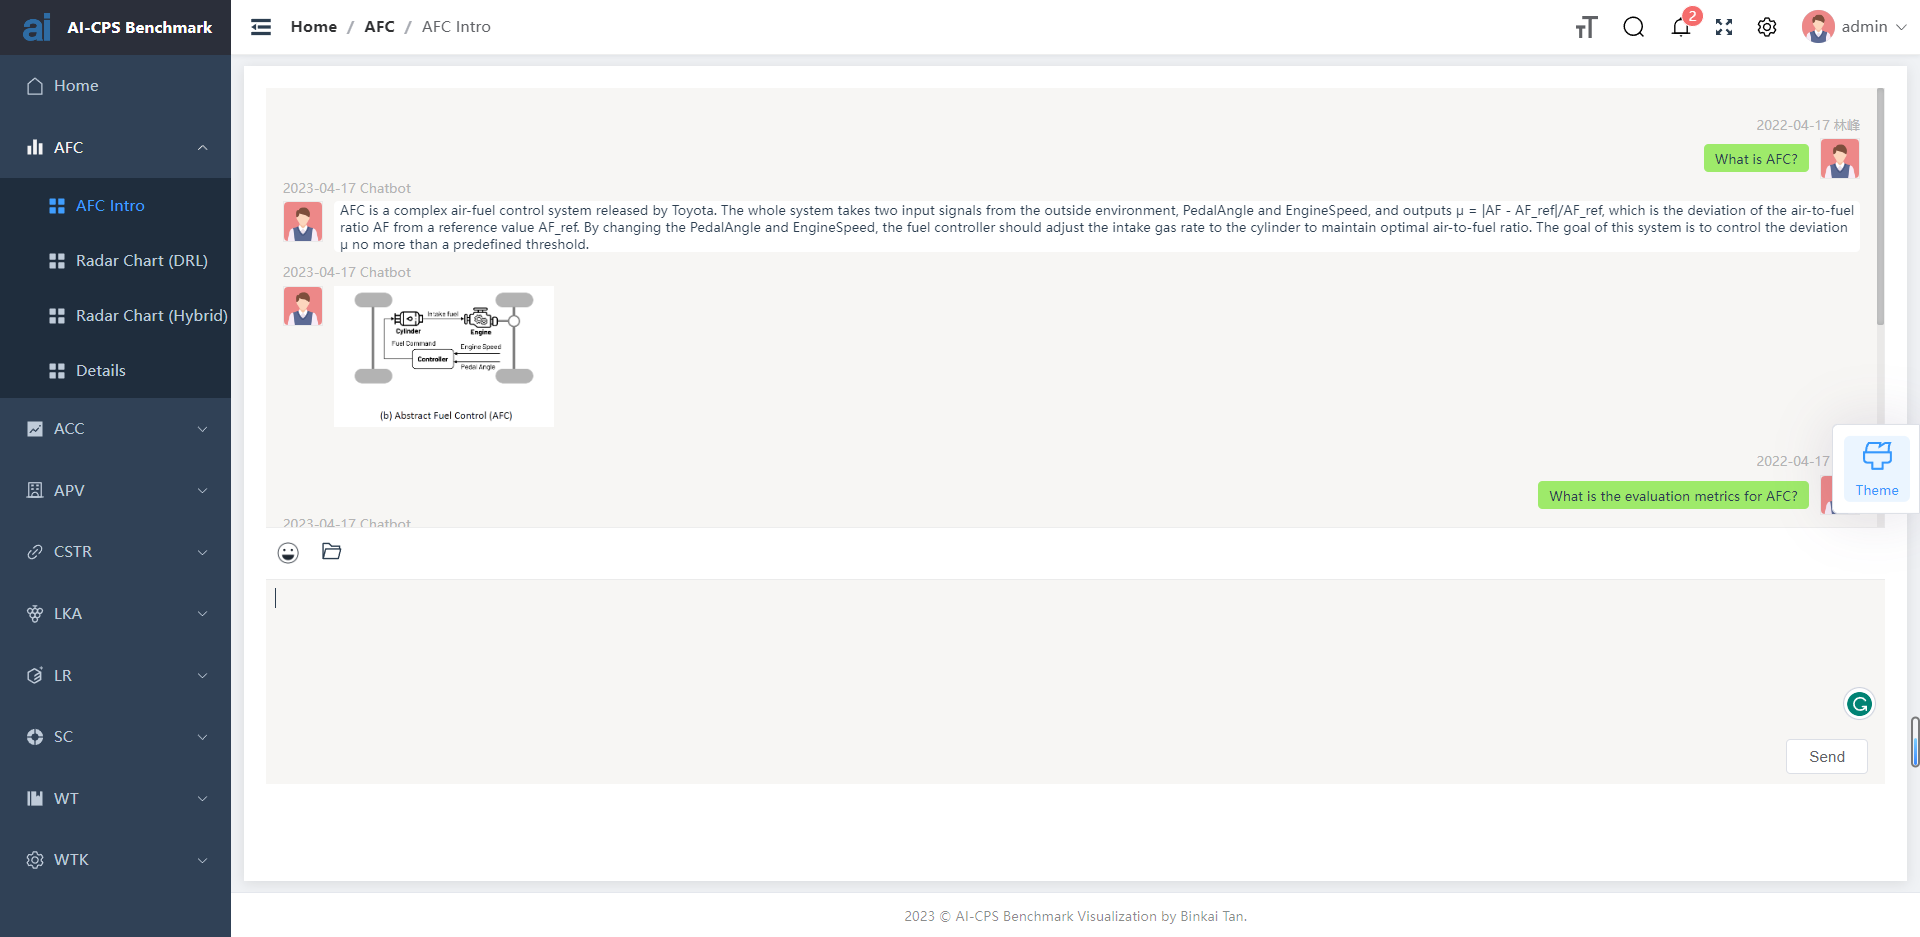 ai AI-CPS Benchmark
Home / AFC / AFC Intro
2
admin
Home
AFC
AFC Intro
Radar Chart (DRL)
Radar Chart (Hybrid)
Details
ACC
APV
CSTR
LKA
LR
SC
WT
WTK
2022-04-17 林峰
What is AFC?
2023-04-17 Chatbot
AFC is a complex air-fuel control system released by Toyota. The whole system takes two input signals from the outside environment, PedalAngle and EngineSpeed, and outputs μ = |AF - AF_ref|/AF_ref, which is the deviation of the air-to-fuel
ratio AF from a reference value AF_ref. By changing the PedalAngle and EngineSpeed, the fuel controller should adjust the intake gas rate to the cylinder to maintain optimal air-to-fuel ratio. The goal of this system is to control the deviation
μ no more than a predefined threshold.
2023-04-17 Chatbot
Intake fuel
Cylinder
Engine
Fuel Command
Engine Speed
Controller
Pedal Angle
(b) Abstract Fuel Control (AFC)
2022-04-17
What is the evaluation metrics for AFC?
Theme
2023-04-17 Chatbot
Send
2023 © AI-CPS Benchmark Visualization by Binkai Tan.